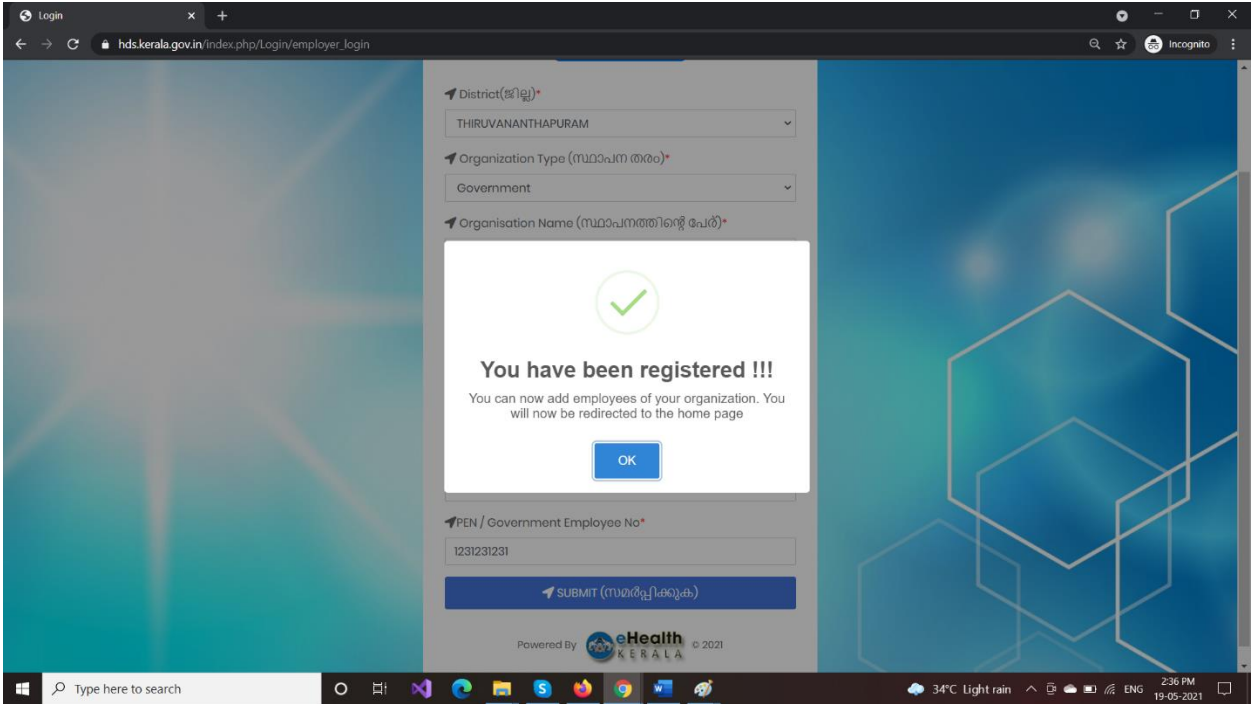 Login
hds.kerala.gov.in/index.php/Login/employer_login
Incognito
District(ജില്ല)*
THIRUVANANTHAPURAM
Organization Type (സ്ഥാപന തരം)*
Government
Organisation Name (സ്ഥാപനത്തിന്റെ പേര്)*
You have been registered !!!
You can now add employees of your organization. You
will now be redirected to the home page
OK
PEN / Government Employee No*
1231231231
SUBMIT (സമർപ്പിക്കുക)
Powered By eHealth KERALA © 2021
Type here to search
34°C Light rain
ENG
2:36 PM
19-05-2021